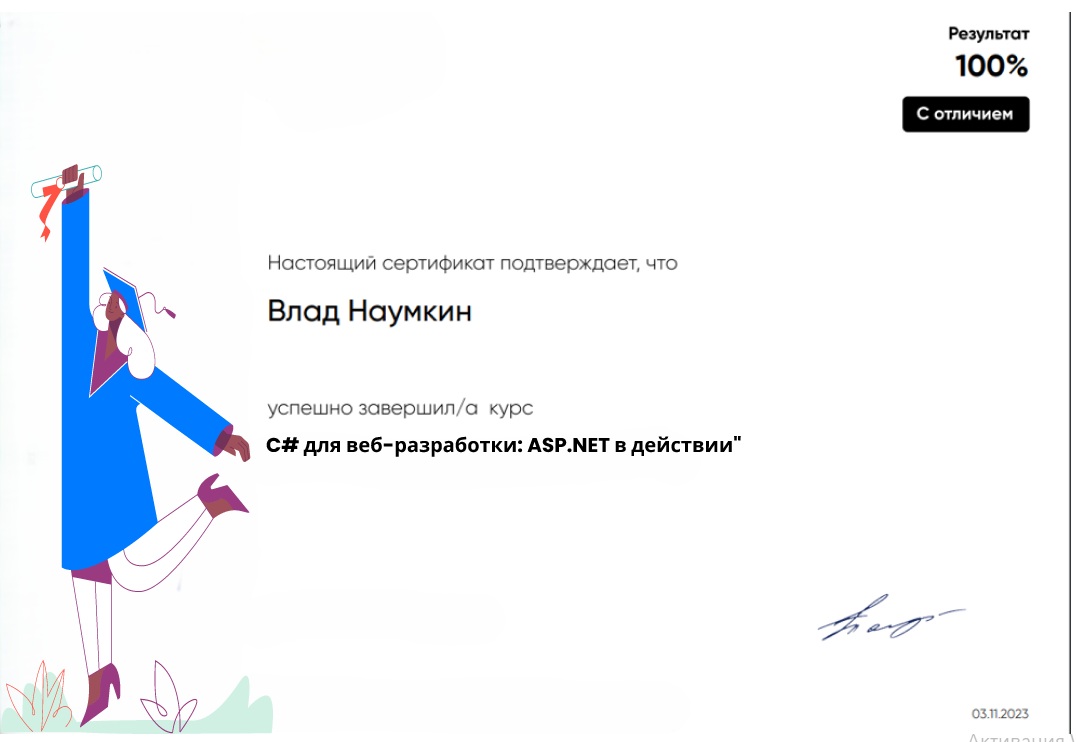 Результат
100%
С отличием
Настоящий сертификат подтверждает, что
Влад Наумкин
успешно завершил/а курс
C# для веб-разработки: ASP.NET в действии"
03.11.2023
Активация